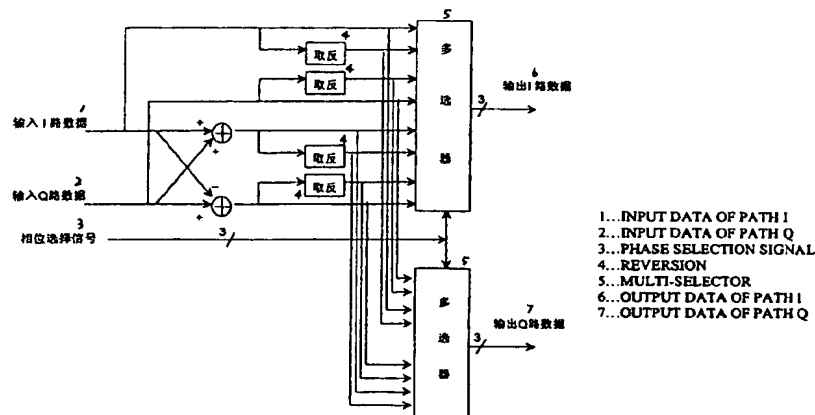 5
多
选
器
4
取反
4
取反
6
输出I路数据
3
1
输入I路数据
+
+
4
取反
2
输入Q路数据
−
+
4
取反
3
相位选择信号
3
5
多
选
器
7
输出Q路数据
3
1...INPUT DATA OF PATH I
2...INPUT DATA OF PATH Q
3...PHASE SELECTION SIGNAL
4...REVERSION
5...MULTI-SELECTOR
6...OUTPUT DATA OF PATH I
7...OUTPUT DATA OF PATH Q